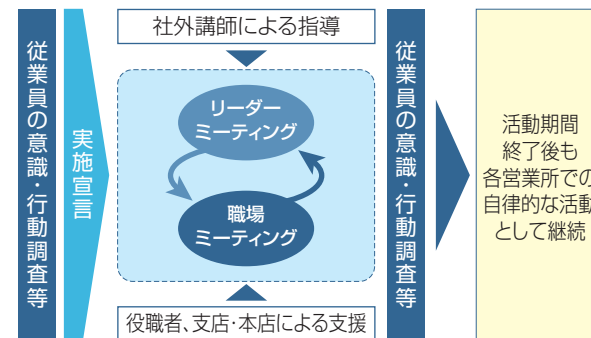 従業員の意識・行動調査等
実施宣言
社外講師による指導
リーダー
ミーティング
職場
ミーティング
役職者、支店・本店による支援
従業員の意識・行動調査等
活動期間
終了後も
各営業所での
自律的な活動
として継続